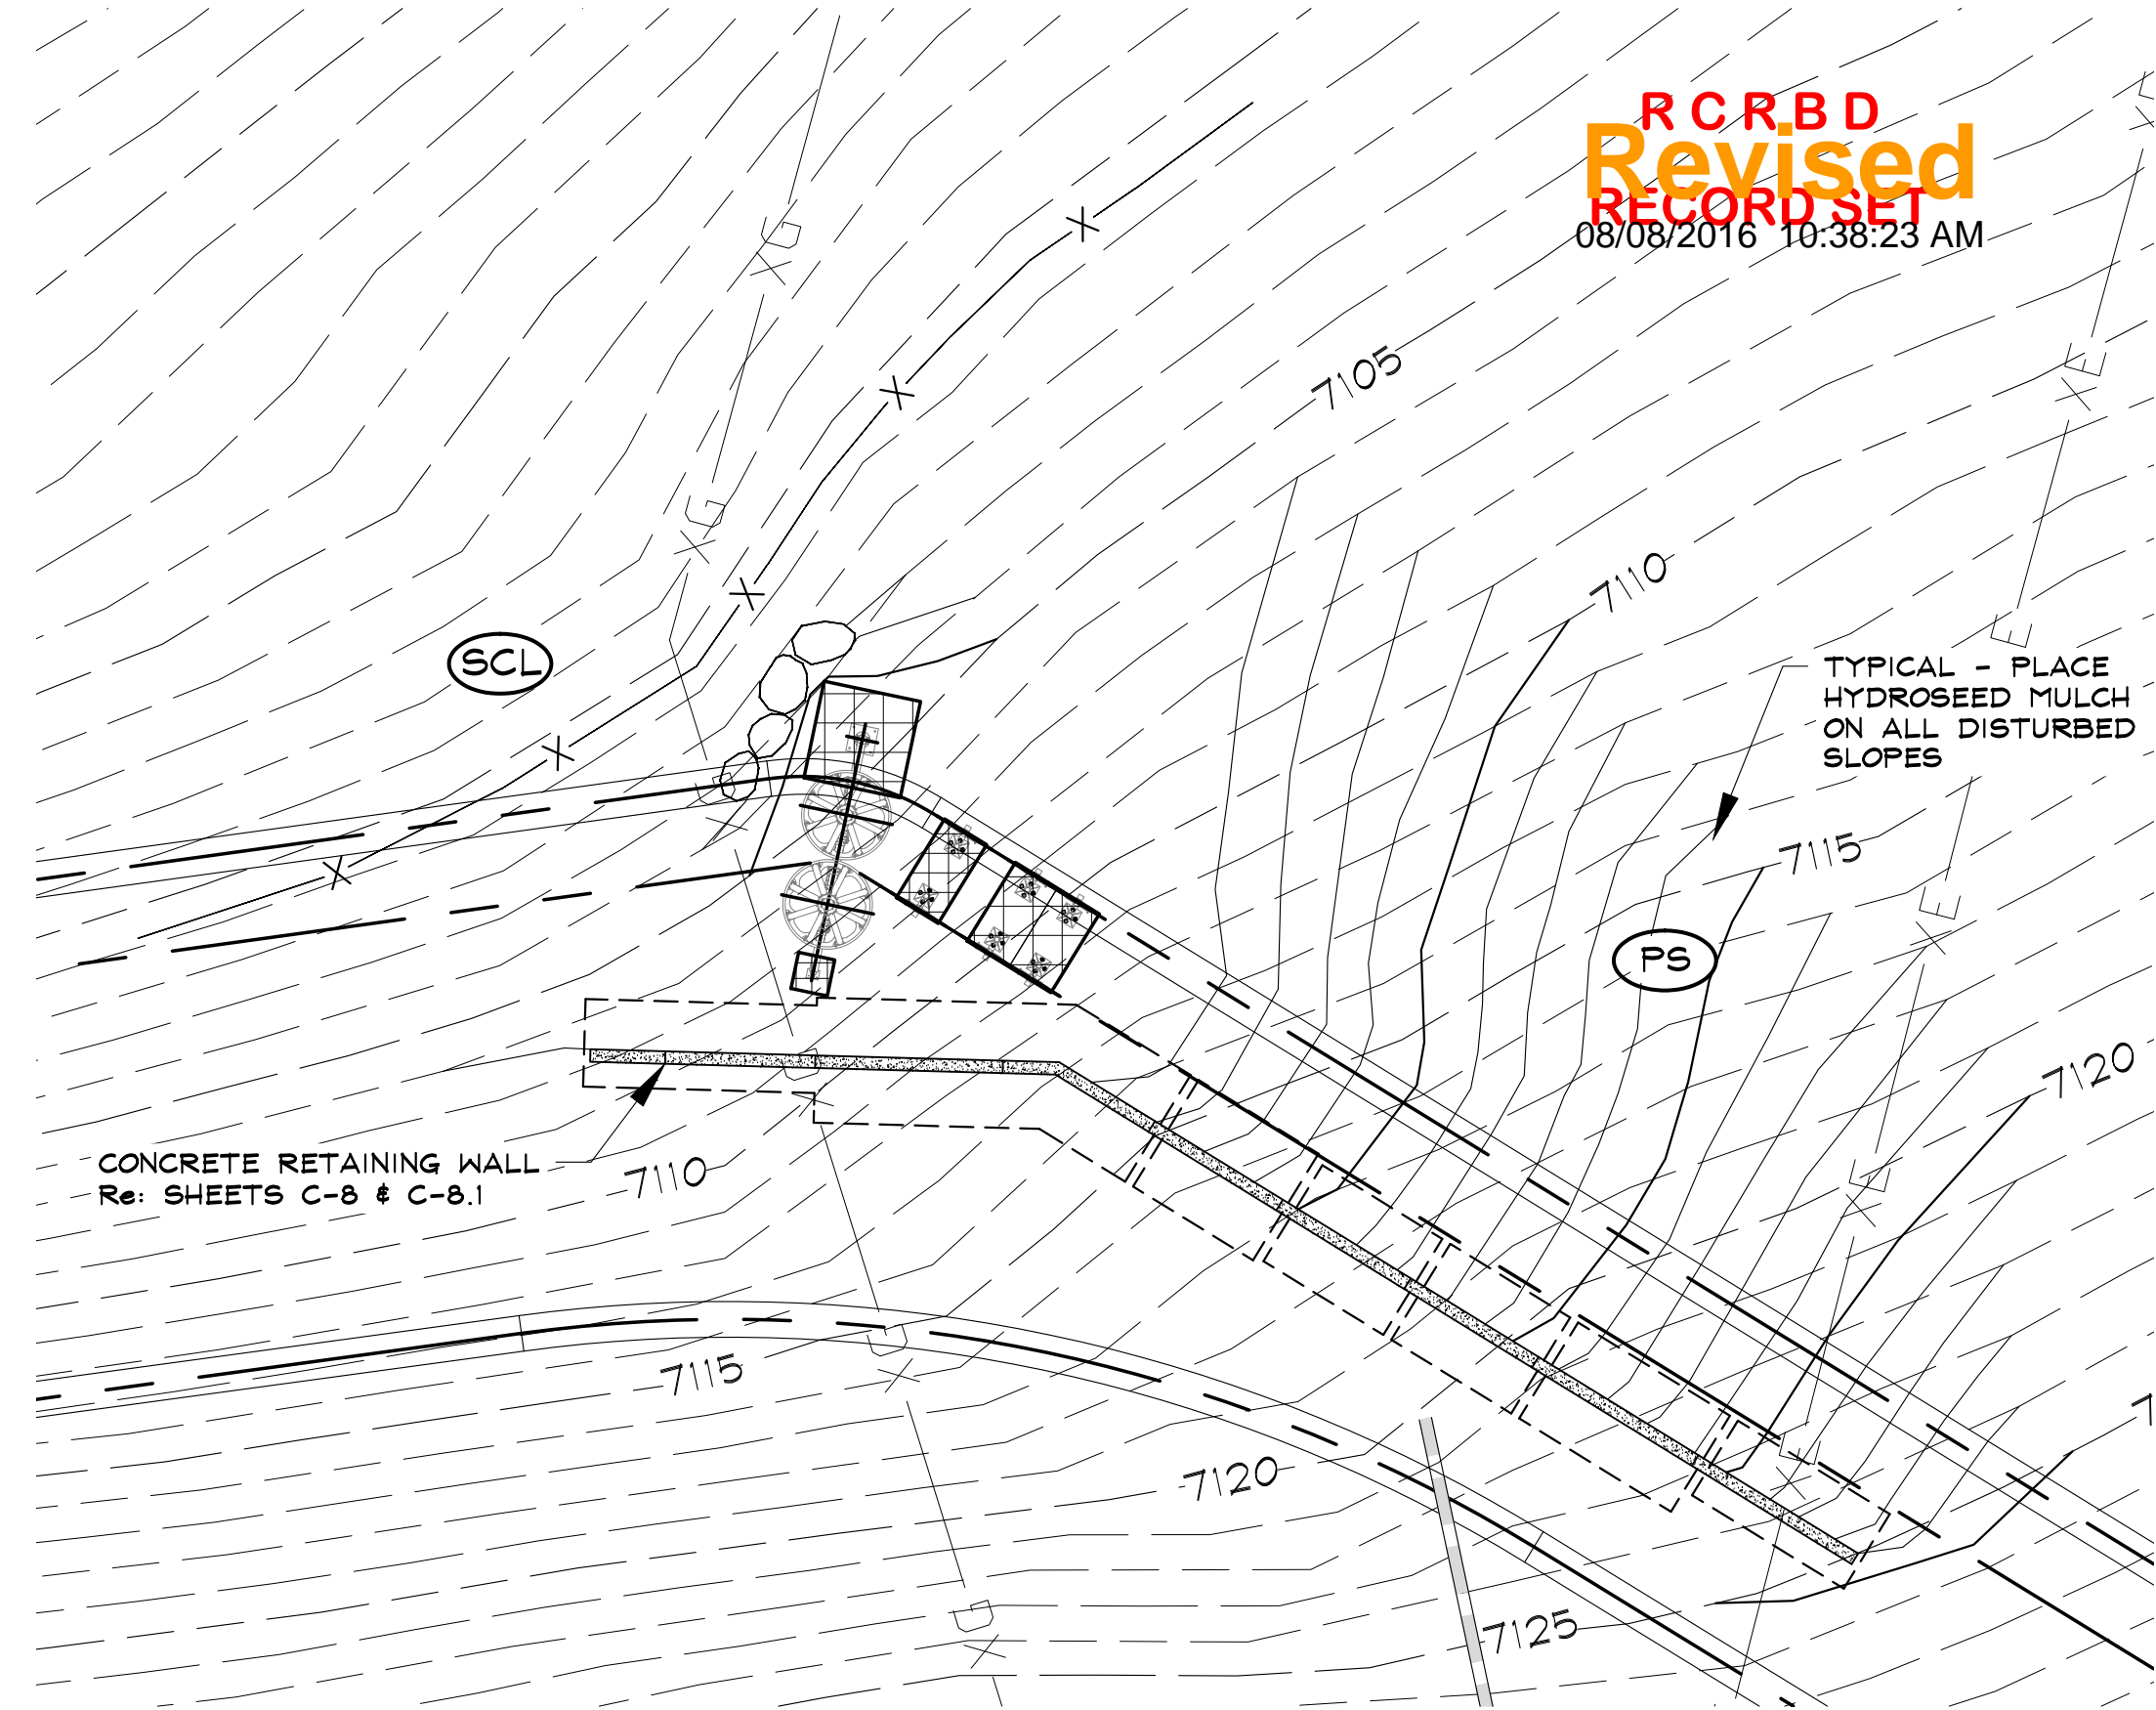 R C R B D
Revised
RECORD SET
08/08/2016 10:38:23 AM
X
G
X
7105
X
E
X
G
X
7110
X
E
SCL
TYPICAL - PLACE
HYDROSEED MULCH
ON ALL DISTURBED
SLOPES
X
7115
X
E
PS
X
G
7120
CONCRETE RETAINING WALL
Re: SHEETS C-8 & C-8.1
7110
E
X
G
X
7115
7120
E
X
G
X
7125